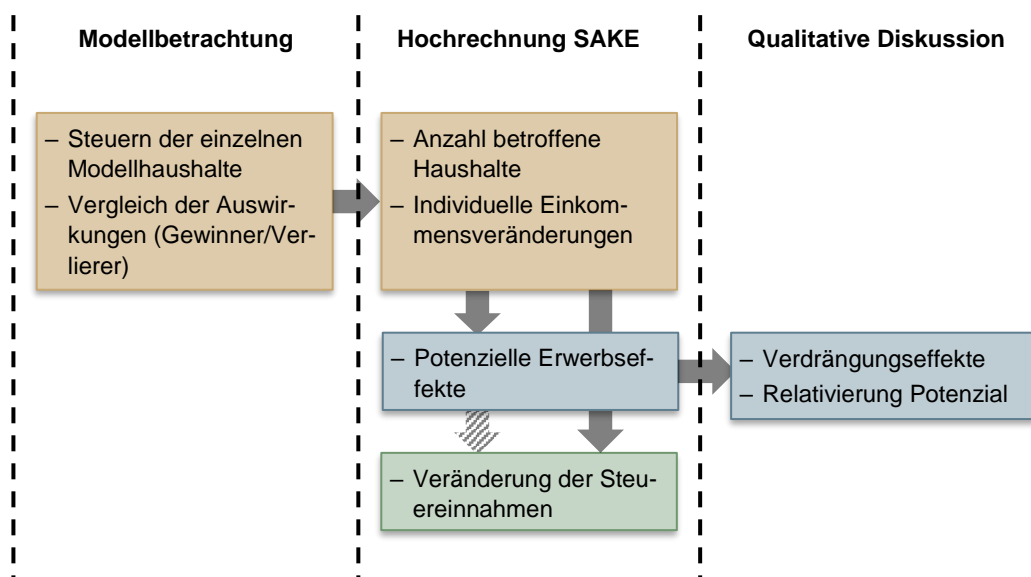 Modellbetrachtung
Hochrechnung SAKE
Qualitative Diskussion
– Steuern der einzelnen
Modellhaushalte
– Vergleich der Auswir-
kungen (Gewinner/Ver-
lierer)
– Anzahl betroffene
Haushalte
– Individuelle Einkom-
mensveränderungen
– Potenzielle Erwerbsef-
fekte
– Verdrängungseffekte
– Relativierung Potenzial
– Veränderung der Steu-
ereinnahmen